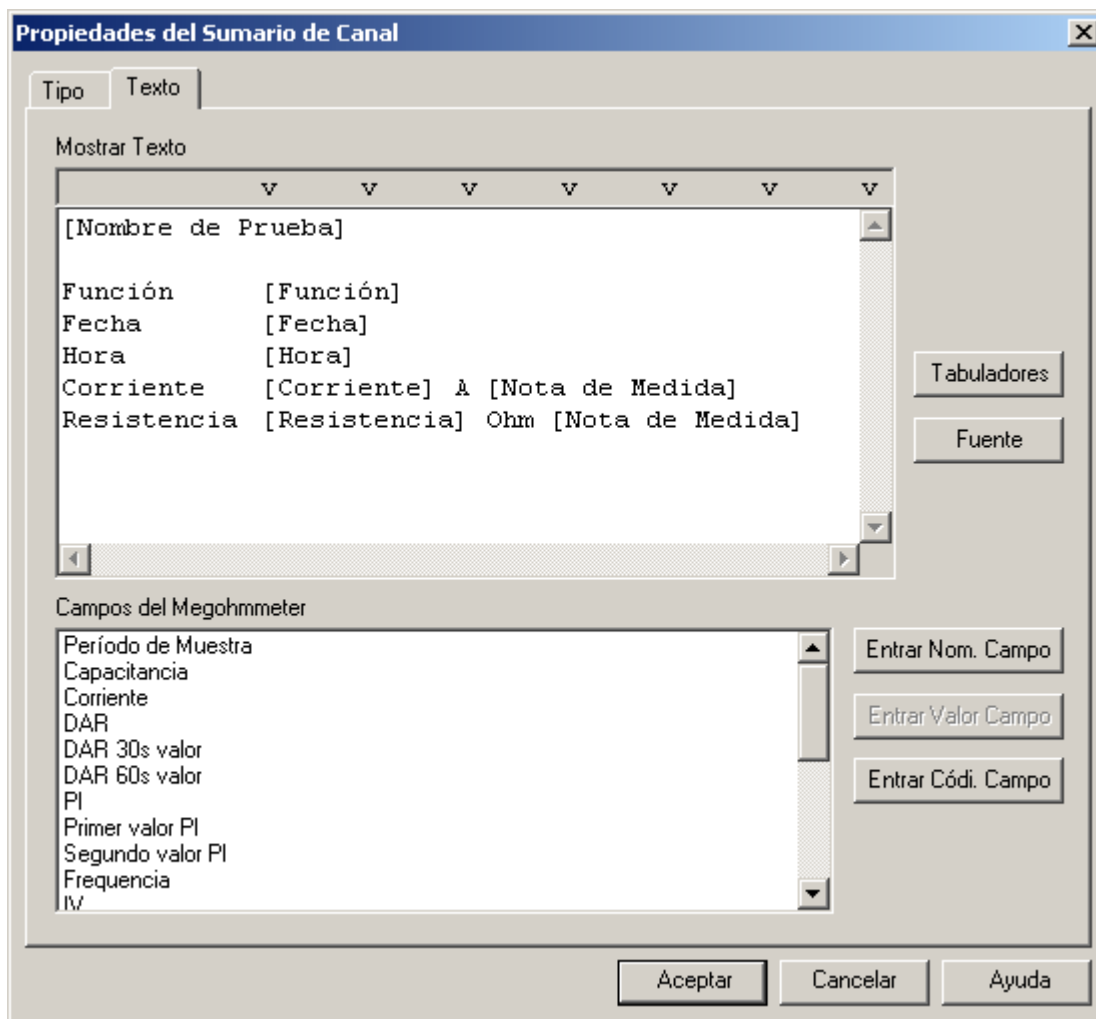 Propiedades del Sumario de Canal
Tipo Texto
Mostrar Texto
V V V V V V V
[Nombre de Prueba]
Función [Función]
Fecha [Fecha]
Hora [Hora]
Corriente [Corriente] A [Nota de Medida]
Resistencia [Resistencia] Ohm [Nota de Medida]
Tabuladores
Fuente
Campos del Megohmmeter
Período de Muestra
Capacitancia
Corriente
DAR
DAR 30s valor
DAR 60s valor
PI
Primer valor PI
Segundo valor PI
Frequencia
IV
Entrar Nom. Campo
Entrar Valor Campo
Entrar Códi. Campo
Aceptar Cancelar Ayuda